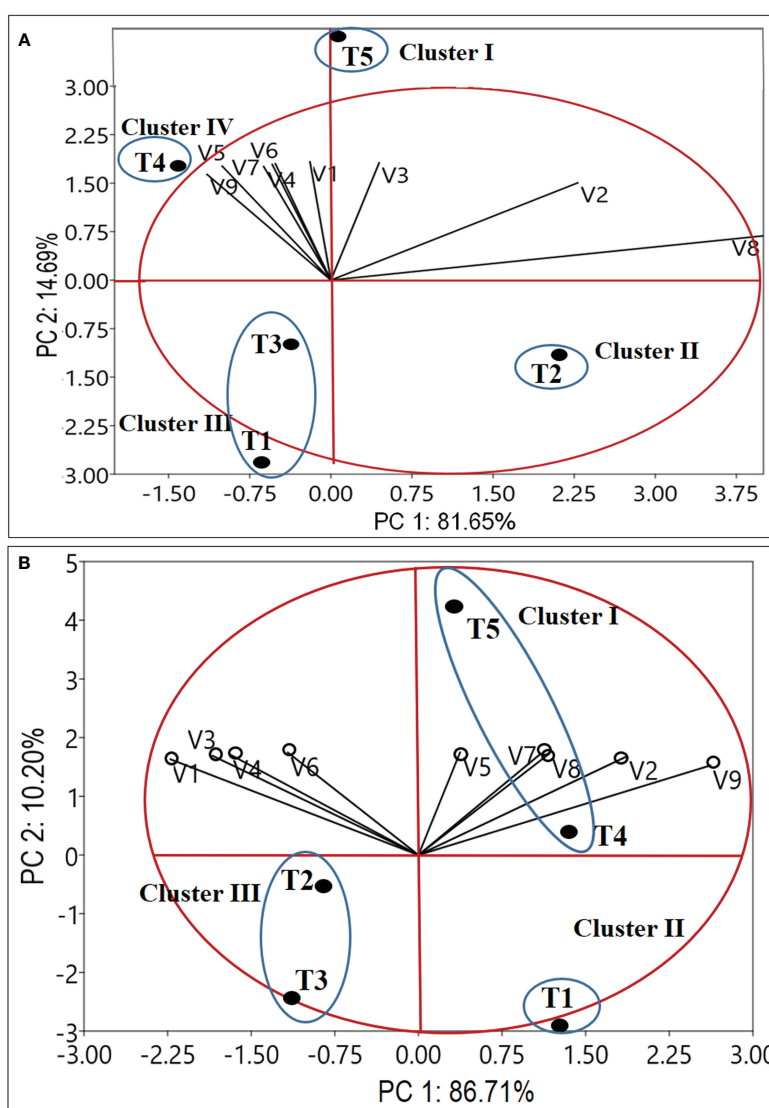 A
T5
Cluster I
3.00
2.25
1.50
0.75
0.00
-0.75
-1.50
-2.25
-3.00
PC 2: 14.69%
Cluster IV
T4
V5
V6
V7
V4
V9
V1
V3
V2
V8
T3
Cluster II
T2
Cluster III
T1
-1.50 -0.75 0.00 0.75 1.50 2.25 3.00 3.75
PC 1: 81.65%
B
5
4
3
2
1
0
-1
-2
-3
PC 2: 10.20%
T5
Cluster I
V3
V1
V4
V6
V5
V7
V8
V2
V9
T4
Cluster III
T2
Cluster II
T3
T1
-3.00 -2.25 -1.50 -0.75 0.00 0.75 1.50 2.25 3.00
PC 1: 86.71%